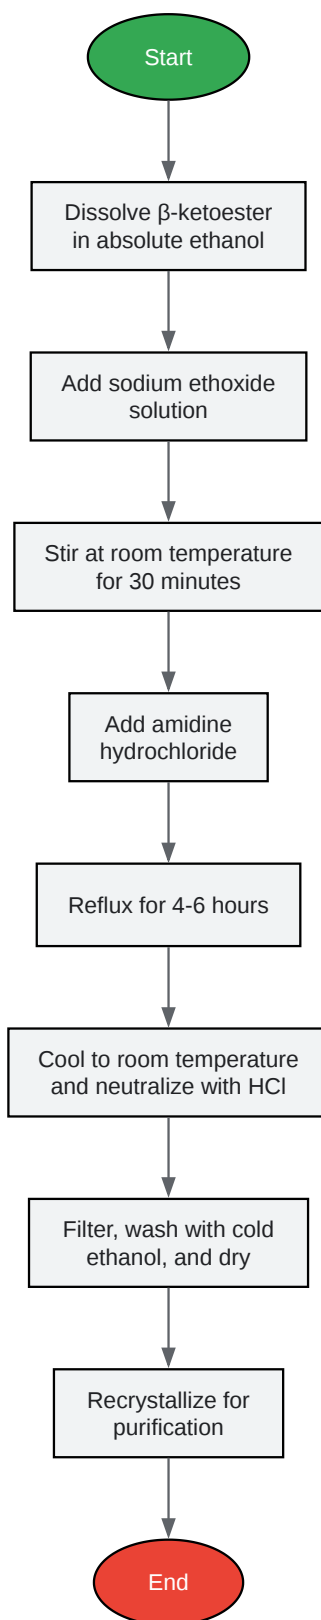 Start
Dissolve β-ketoester
in absolute ethanol
Add sodium ethoxide
solution
Stir at room temperature
for 30 minutes
Add amidine
hydrochloride
Reflux for 4-6 hours
Cool to room temperature
and neutralize with HCl
Filter, wash with cold
ethanol, and dry
Recrystallize for
purification
End